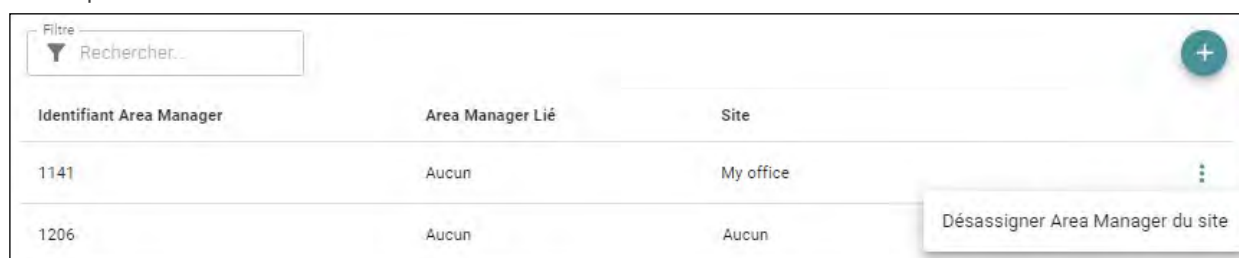 Filtre
Rechercher...
+
Identifiant Area Manager Area Manager Lié Site
1141 Aucun My office
1206 Aucun Aucun
Désassigner Area Manager du site